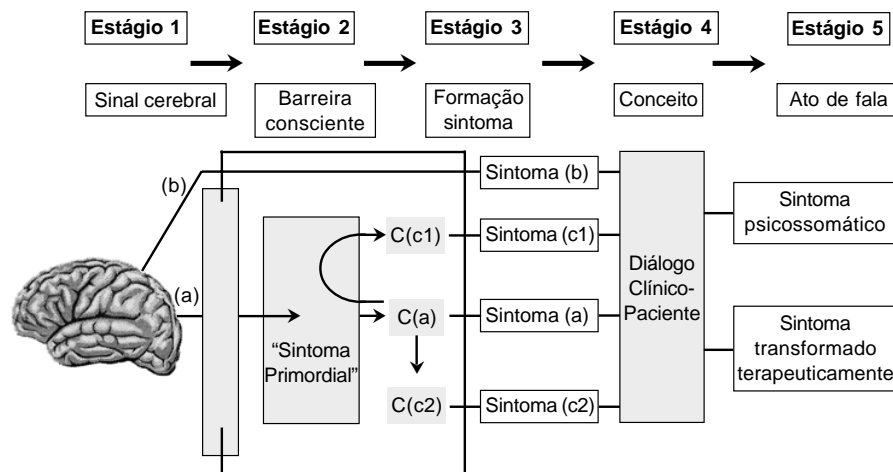 Estágio 1
Estágio 2
Estágio 3
Estágio 4
Estágio 5
Sinal cerebral
Barreira
consciente
Formação
sintoma
Conceito
Ato de fala
(b)
Sintoma (b)
C(c1)
Sintoma (c1)
(a)
C(a)
Sintoma (a)
“Sintoma
Primordial”
C(c2)
Sintoma (c2)
Diálogo
Clínico-
Paciente
Sintoma
psicossomático
Sintoma
transformado
terapeuticamente